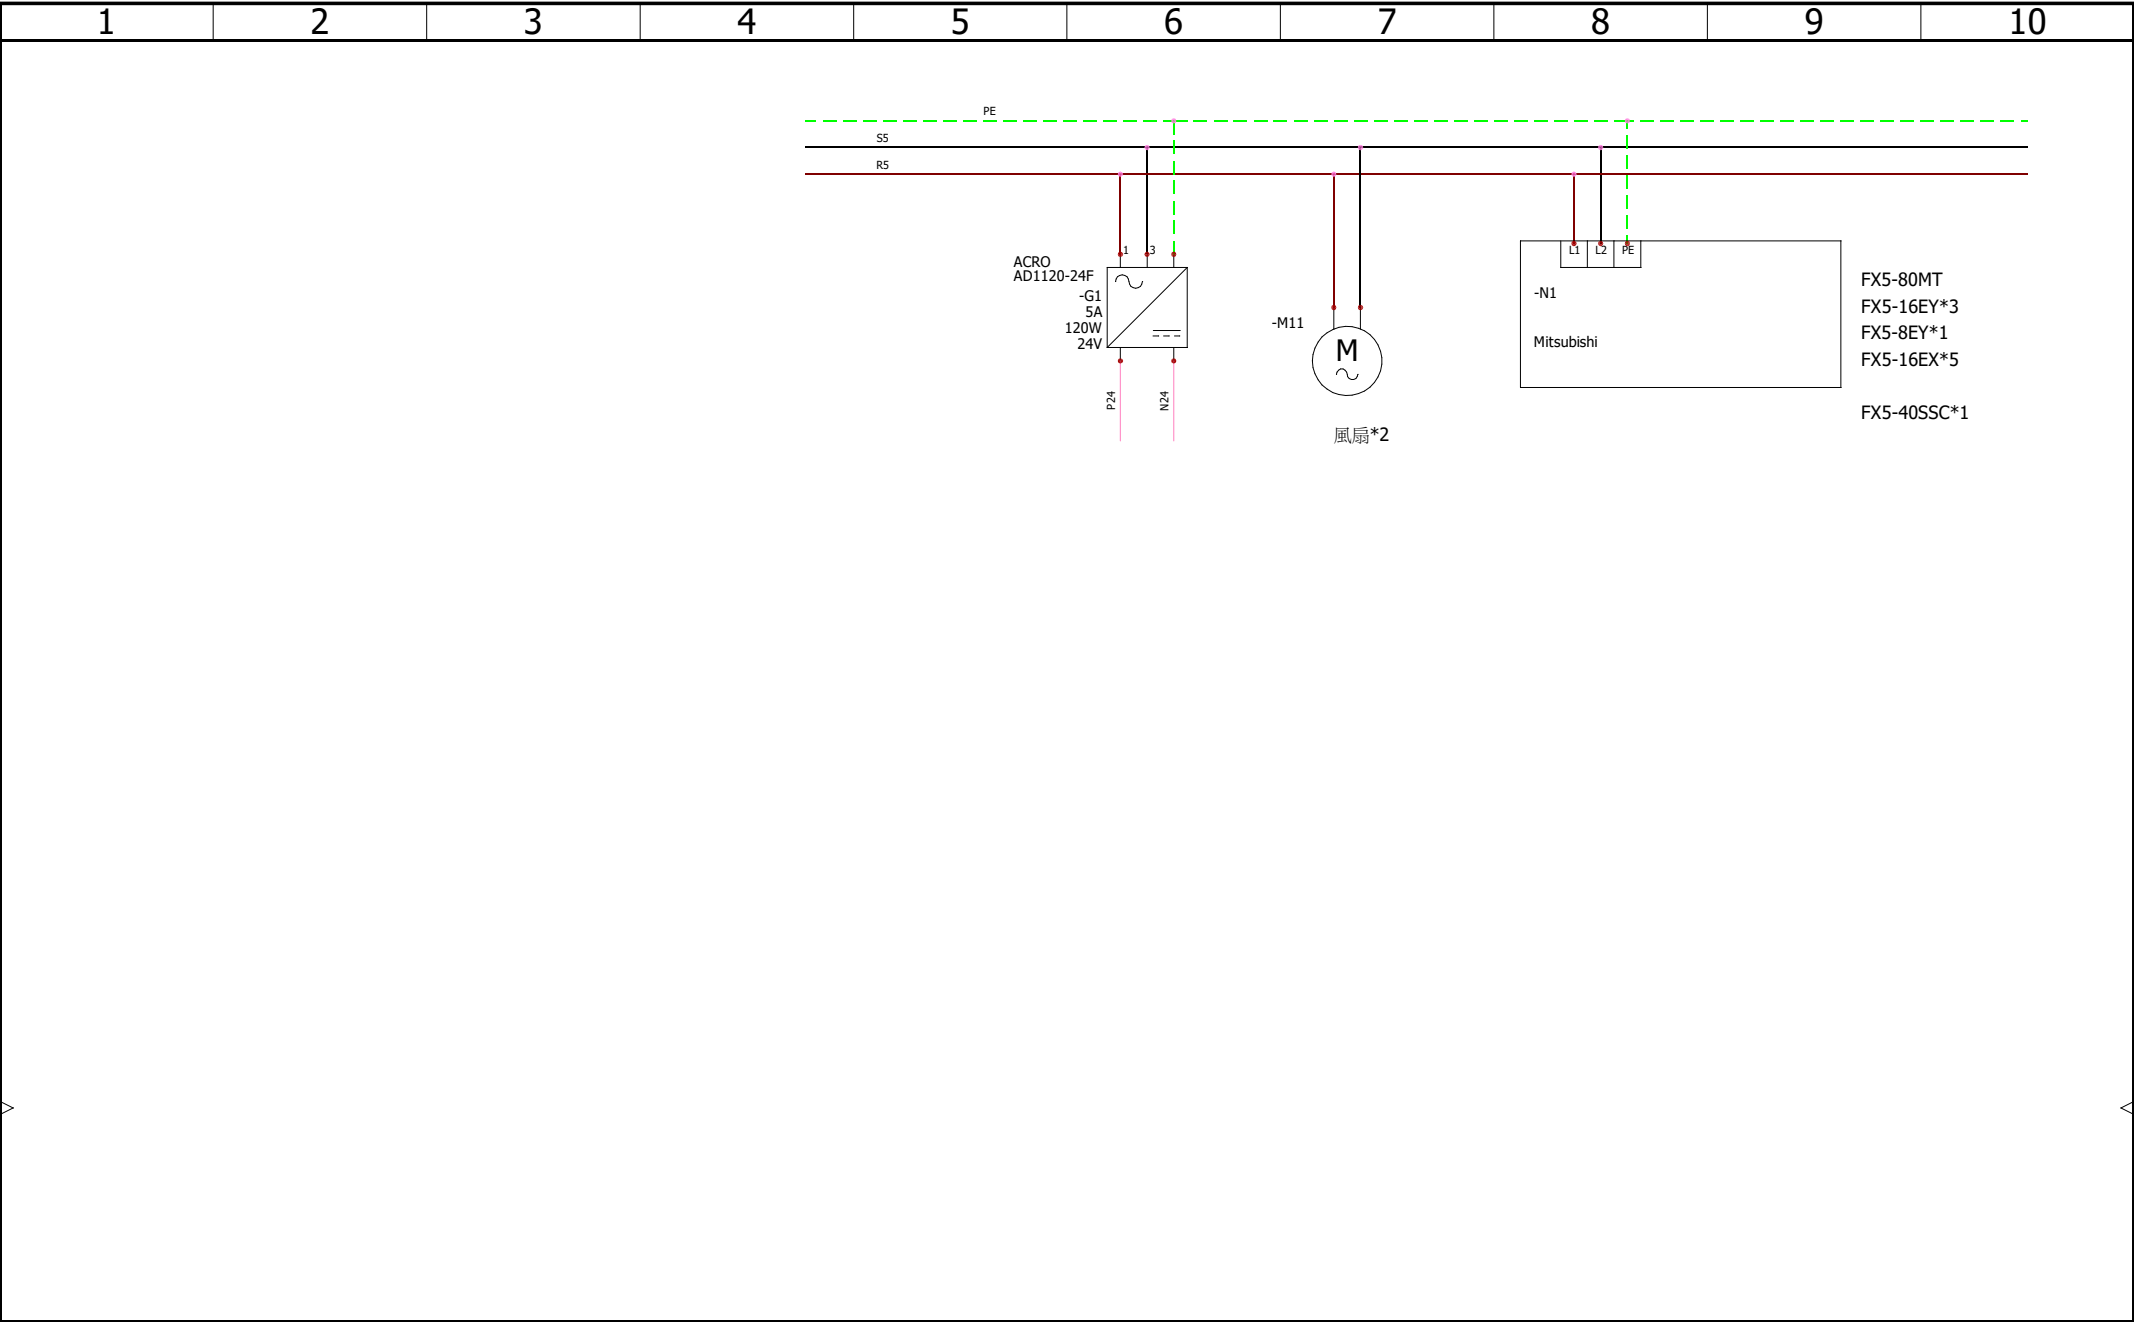 1 2 3 4 5 6 7 8 9 10
PE
S5
R5
1 3
L1 L2 PE
ACRO
AD1120-24F
-G1
5A
120W
24V
P24
N24
-M11
M
風扇*2
-N1
Mitsubishi
FX5-80MT
FX5-16EY*3
FX5-8EY*1
FX5-16EX*5
FX5-40SSC*1